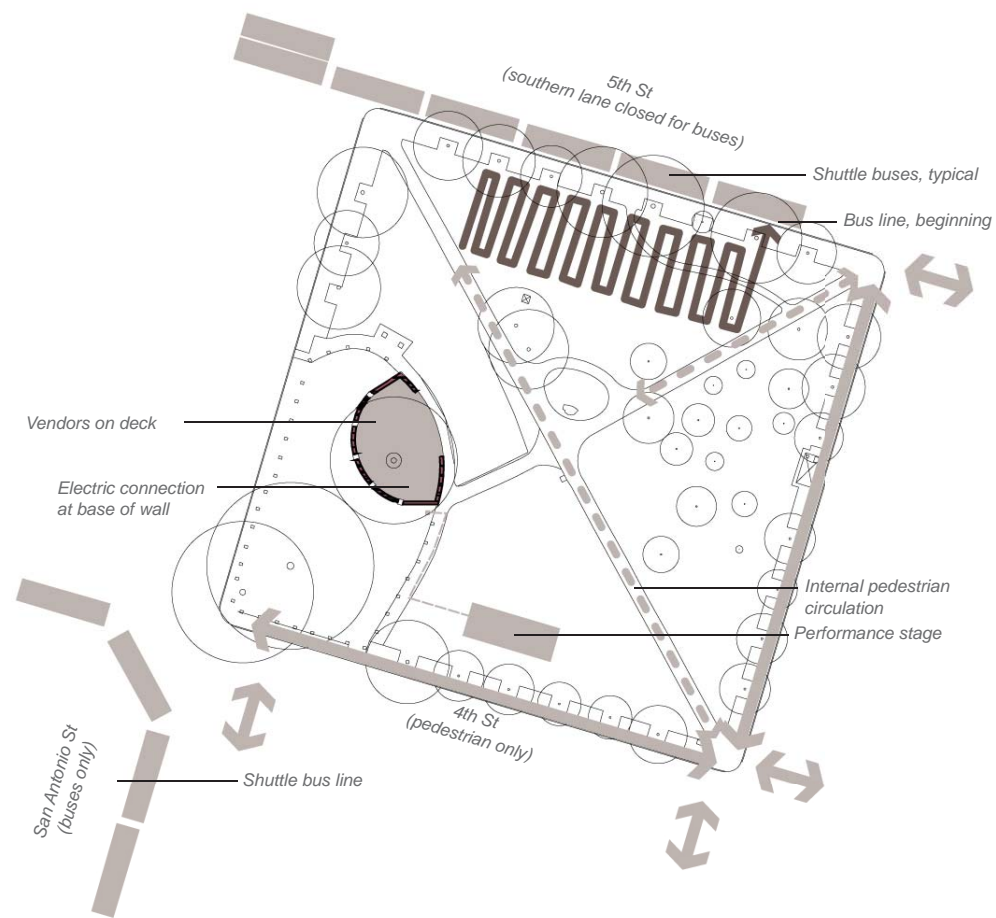 5th St
(southern lane closed for buses)
Shuttle buses, typical
Bus line, beginning
Vendors on deck
Electric connection
at base of wall
Internal pedestrian
circulation
Performance stage
4th St
(pedestrian only)
San Antonio St
(buses only)
Shuttle bus line